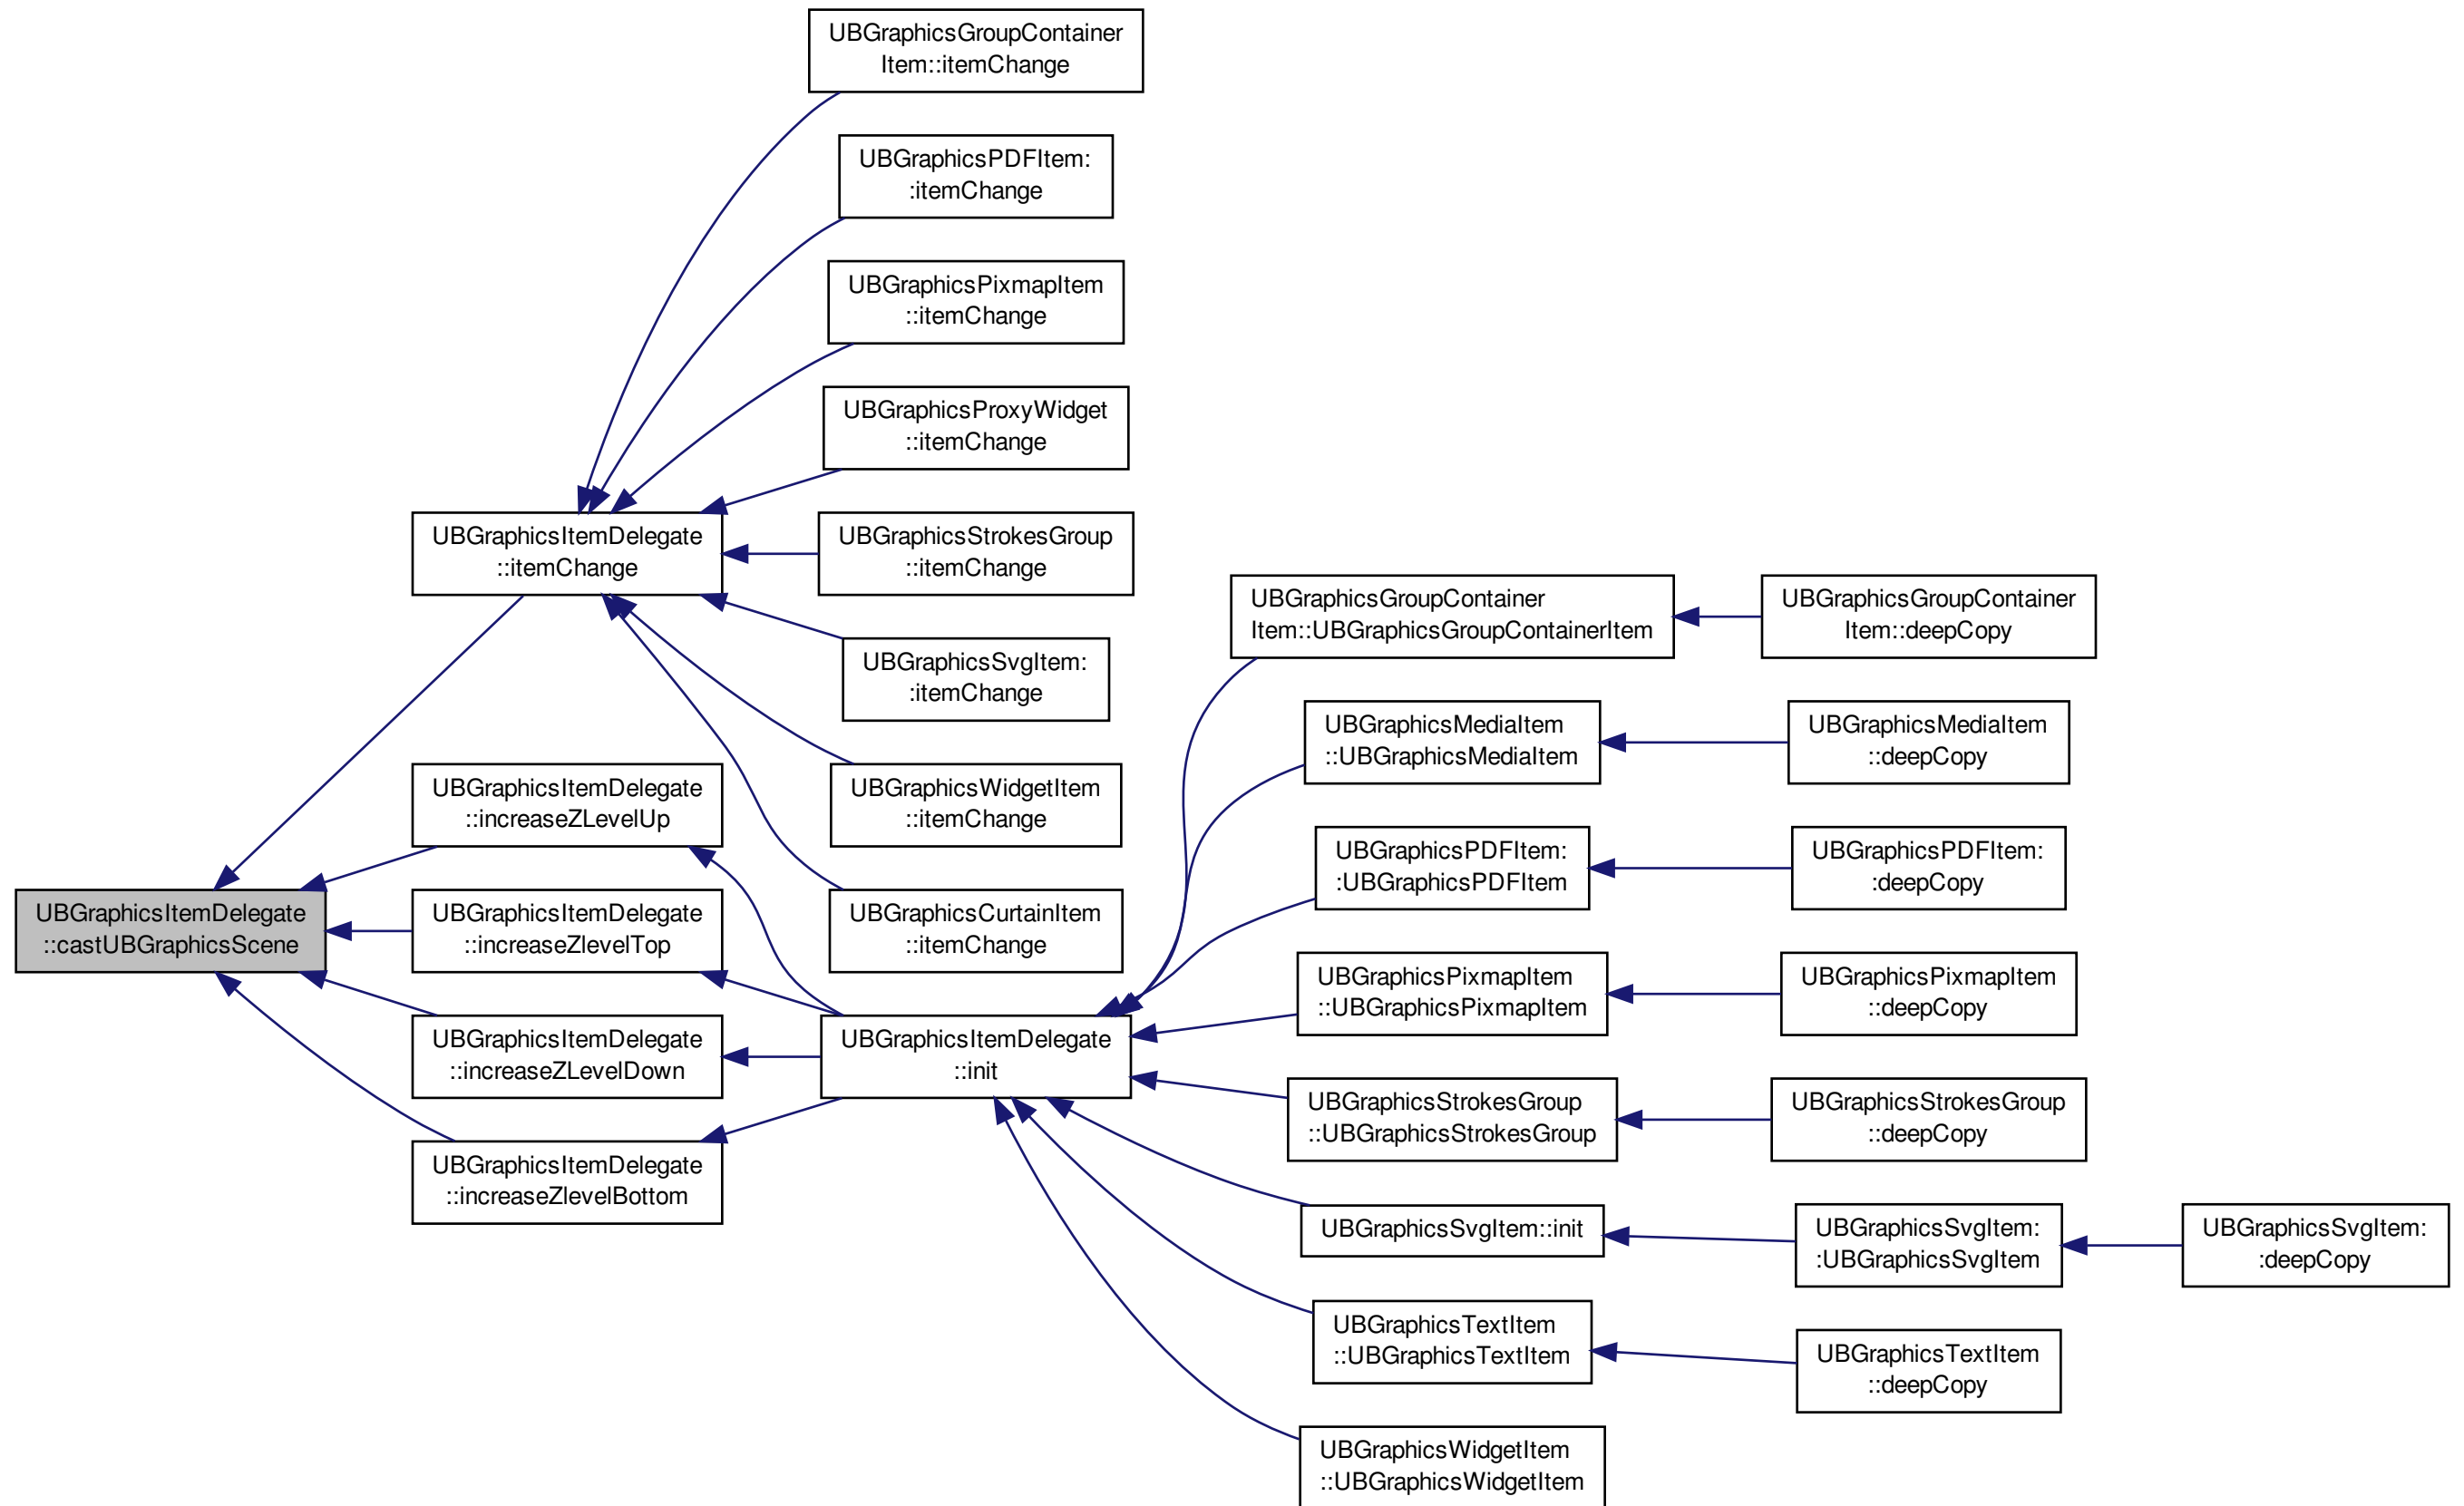 UBGraphicsGroupContainer
Item::itemChange
UBGraphicsPDFItem:
:itemChange
UBGraphicsPixmapItem
::itemChange
UBGraphicsProxyWidget
::itemChange
UBGraphicsItemDelegate
::itemChange
UBGraphicsStrokesGroup
::itemChange
UBGraphicsSvgItem:
:itemChange
UBGraphicsWidgetItem
::itemChange
UBGraphicsCurtainItem
::itemChange
UBGraphicsItemDelegate
::castUBGraphicsScene
UBGraphicsItemDelegate
::increaseZLevelUp
UBGraphicsItemDelegate
::increaseZlevelTop
UBGraphicsItemDelegate
::increaseZLevelDown
UBGraphicsItemDelegate
::increaseZlevelBottom
UBGraphicsItemDelegate
::init
UBGraphicsGroupContainer
Item::UBGraphicsGroupContainerItem
UBGraphicsGroupContainer
Item::deepCopy
UBGraphicsMediaItem
::UBGraphicsMediaItem
UBGraphicsMediaItem
::deepCopy
UBGraphicsPDFItem:
:UBGraphicsPDFItem
UBGraphicsPDFItem:
:deepCopy
UBGraphicsPixmapItem
::UBGraphicsPixmapItem
UBGraphicsPixmapItem
::deepCopy
UBGraphicsStrokesGroup
::UBGraphicsStrokesGroup
UBGraphicsStrokesGroup
::deepCopy
UBGraphicsSvgItem::init
UBGraphicsSvgItem:
:UBGraphicsSvgItem
UBGraphicsSvgItem:
:deepCopy
UBGraphicsTextItem
::UBGraphicsTextItem
UBGraphicsTextItem
::deepCopy
UBGraphicsWidgetItem
::UBGraphicsWidgetItem